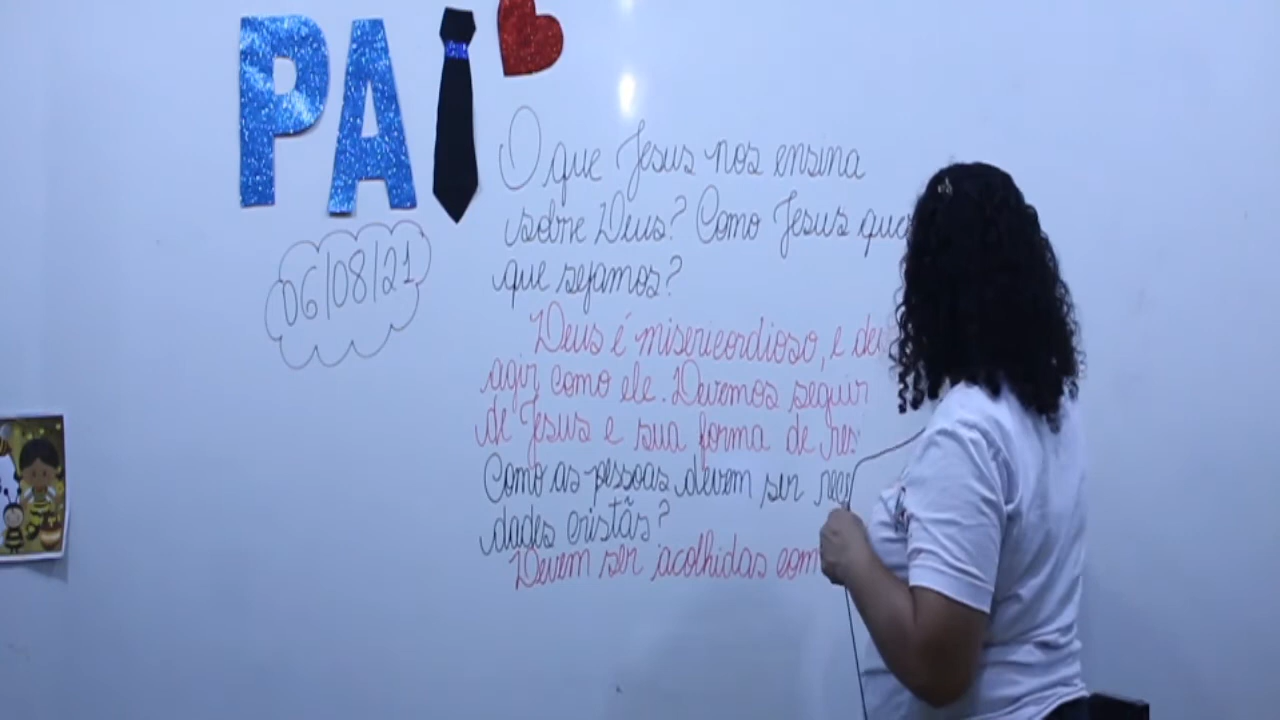 PAI
06/08/21
O que Jesus nos ensina
sobre Deus? Como Jesus quer
que sejamos?
Deus é misericordioso, e de
agir como ele. Devemos seguir
de Jesus e sua forma de
Como as pessoas devem ser
dades cristãs?
Devem ser acolhidas com